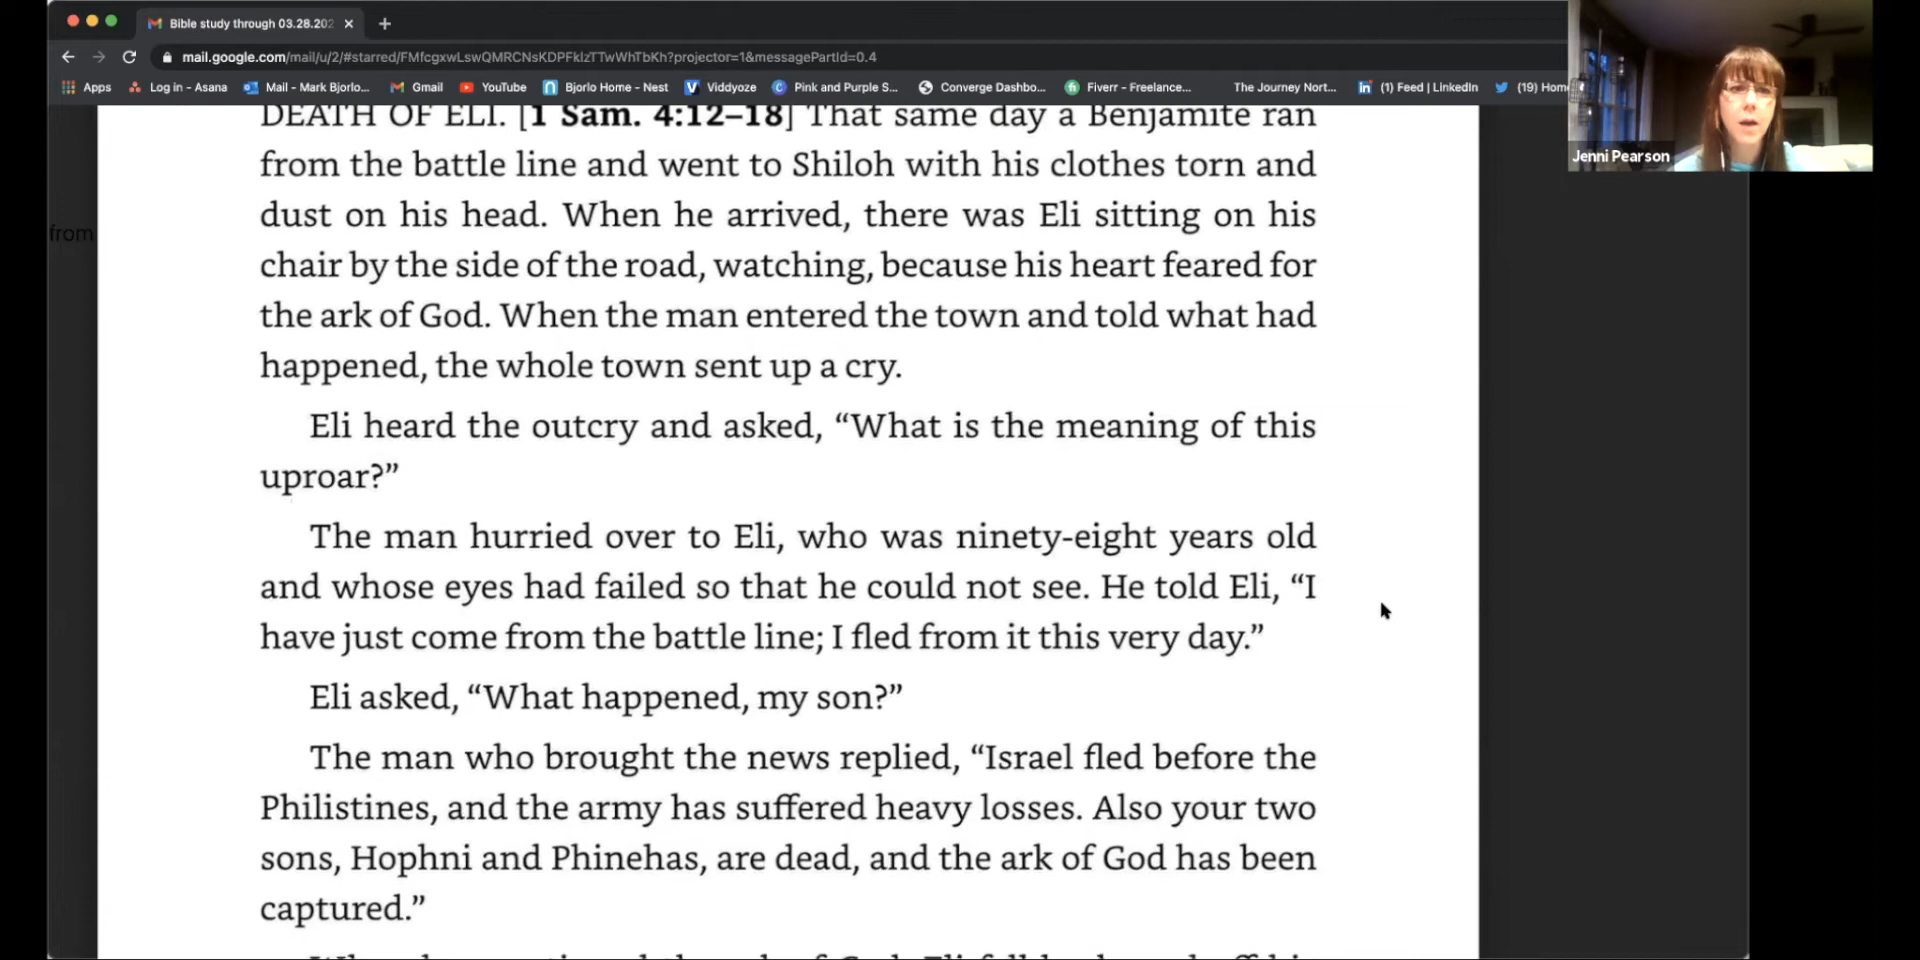 Bible study through 03.28.202
mail.google.com/mail/u/2/#starred/FMfcgxwLswQMRCNsKDPFklzTTwWhTbKh?projector=1&messagePartId=0.4
Apps Log in - Asana Mail - Mark Bjorlo... Gmail YouTube Bjorlo Home - Nest Viddyoze Pink and Purple S... Converge Dashbo... Fiverr - Freelance... The Journey Nort... (1) Feed | LinkedIn (19) Home
Jenni Pearson
from
DEATH OF ELI. [1 Sam. 4:12–18] That same day a Benjamite ran
from the battle line and went to Shiloh with his clothes torn and
dust on his head. When he arrived, there was Eli sitting on his
chair by the side of the road, watching, because his heart feared for
the ark of God. When the man entered the town and told what had
happened, the whole town sent up a cry.
Eli heard the outcry and asked, “What is the meaning of this
uproar?”
The man hurried over to Eli, who was ninety-eight years old
and whose eyes had failed so that he could not see. He told Eli, “I
have just come from the battle line; I fled from it this very day.”
Eli asked, “What happened, my son?”
The man who brought the news replied, “Israel fled before the
Philistines, and the army has suffered heavy losses. Also your two
sons, Hophni and Phinehas, are dead, and the ark of God has been
captured.”